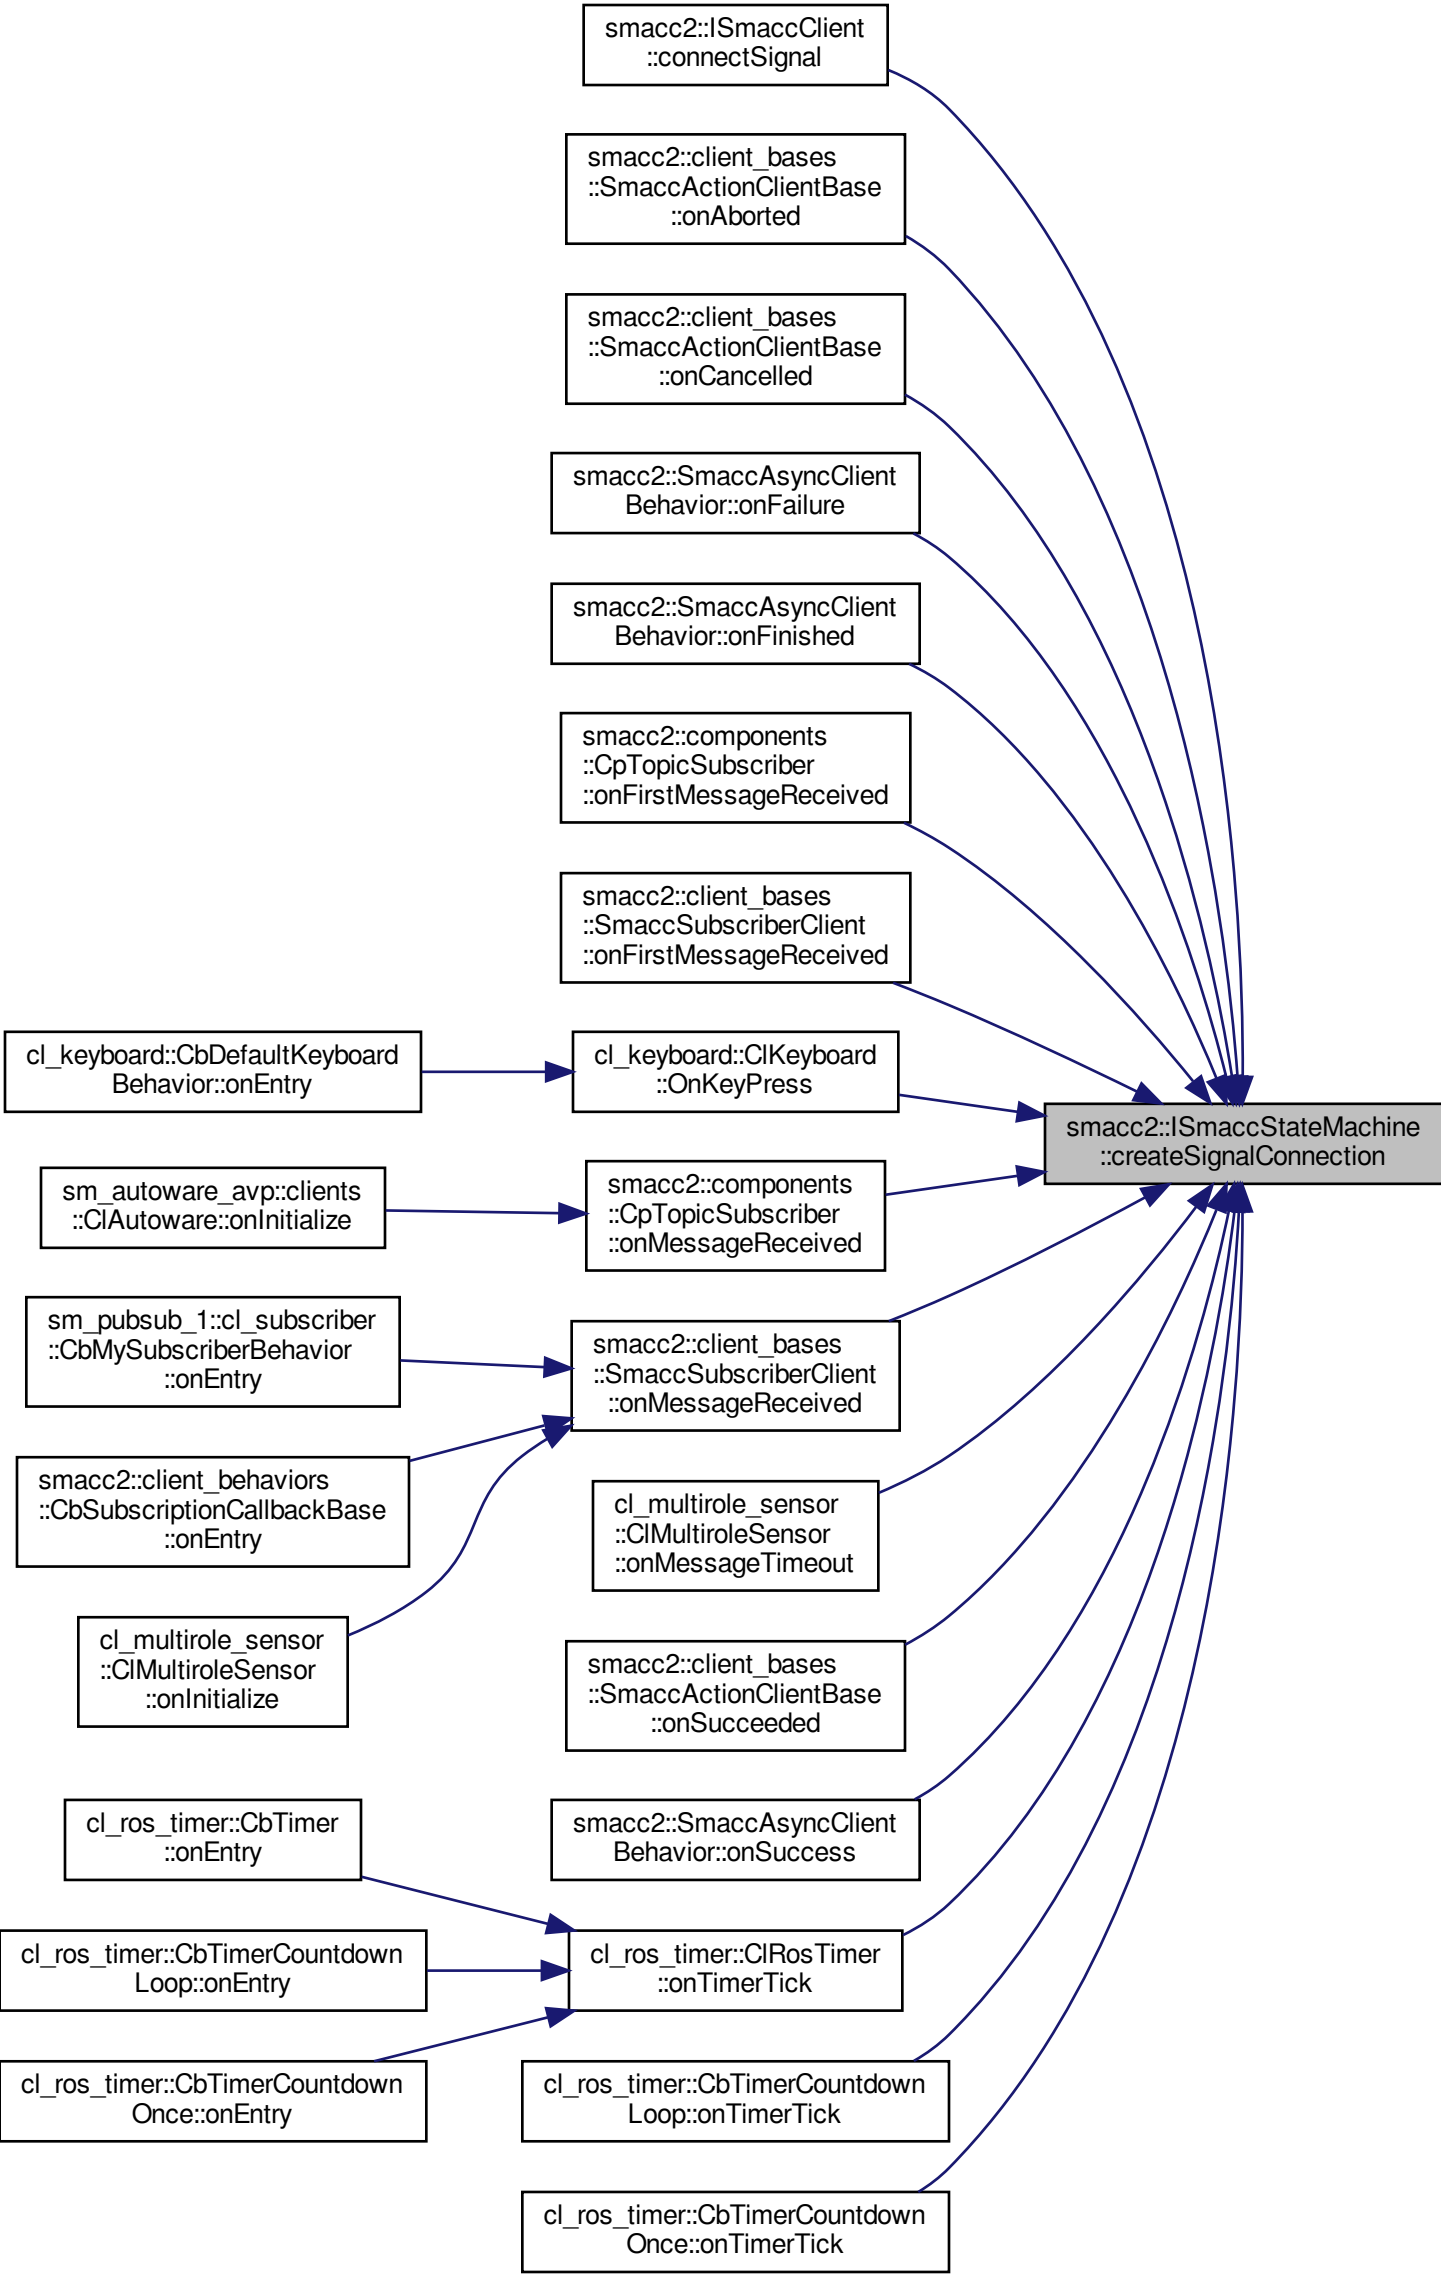 smacc2::ISmaccClient
::connectSignal
smacc2::client_bases
::SmaccActionClientBase
::onAborted
smacc2::client_bases
::SmaccActionClientBase
::onCancelled
smacc2::SmaccAsyncClient
Behavior::onFailure
smacc2::SmaccAsyncClient
Behavior::onFinished
smacc2::components
::CpTopicSubscriber
::onFirstMessageReceived
smacc2::client_bases
::SmaccSubscriberClient
::onFirstMessageReceived
cl_keyboard::CbDefaultKeyboard
Behavior::onEntry
cl_keyboard::ClKeyboard
::OnKeyPress
smacc2::ISmaccStateMachine
::createSignalConnection
sm_autoware_avp::clients
::ClAutoware::onInitialize
smacc2::components
::CpTopicSubscriber
::onMessageReceived
sm_pubsub_1::cl_subscriber
::CbMySubscriberBehavior
::onEntry
smacc2::client_bases
::SmaccSubscriberClient
::onMessageReceived
smacc2::client_behaviors
::CbSubscriptionCallbackBase
::onEntry
cl_multirole_sensor
::ClMultiroleSensor
::onMessageTimeout
cl_multirole_sensor
::ClMultiroleSensor
::onInitialize
smacc2::client_bases
::SmaccActionClientBase
::onSucceeded
cl_ros_timer::CbTimer
::onEntry
smacc2::SmaccAsyncClient
Behavior::onSuccess
cl_ros_timer::CbTimerCountdown
Loop::onEntry
cl_ros_timer::ClRosTimer
::onTimerTick
cl_ros_timer::CbTimerCountdown
Once::onEntry
cl_ros_timer::CbTimerCountdown
Loop::onTimerTick
cl_ros_timer::CbTimerCountdown
Once::onTimerTick